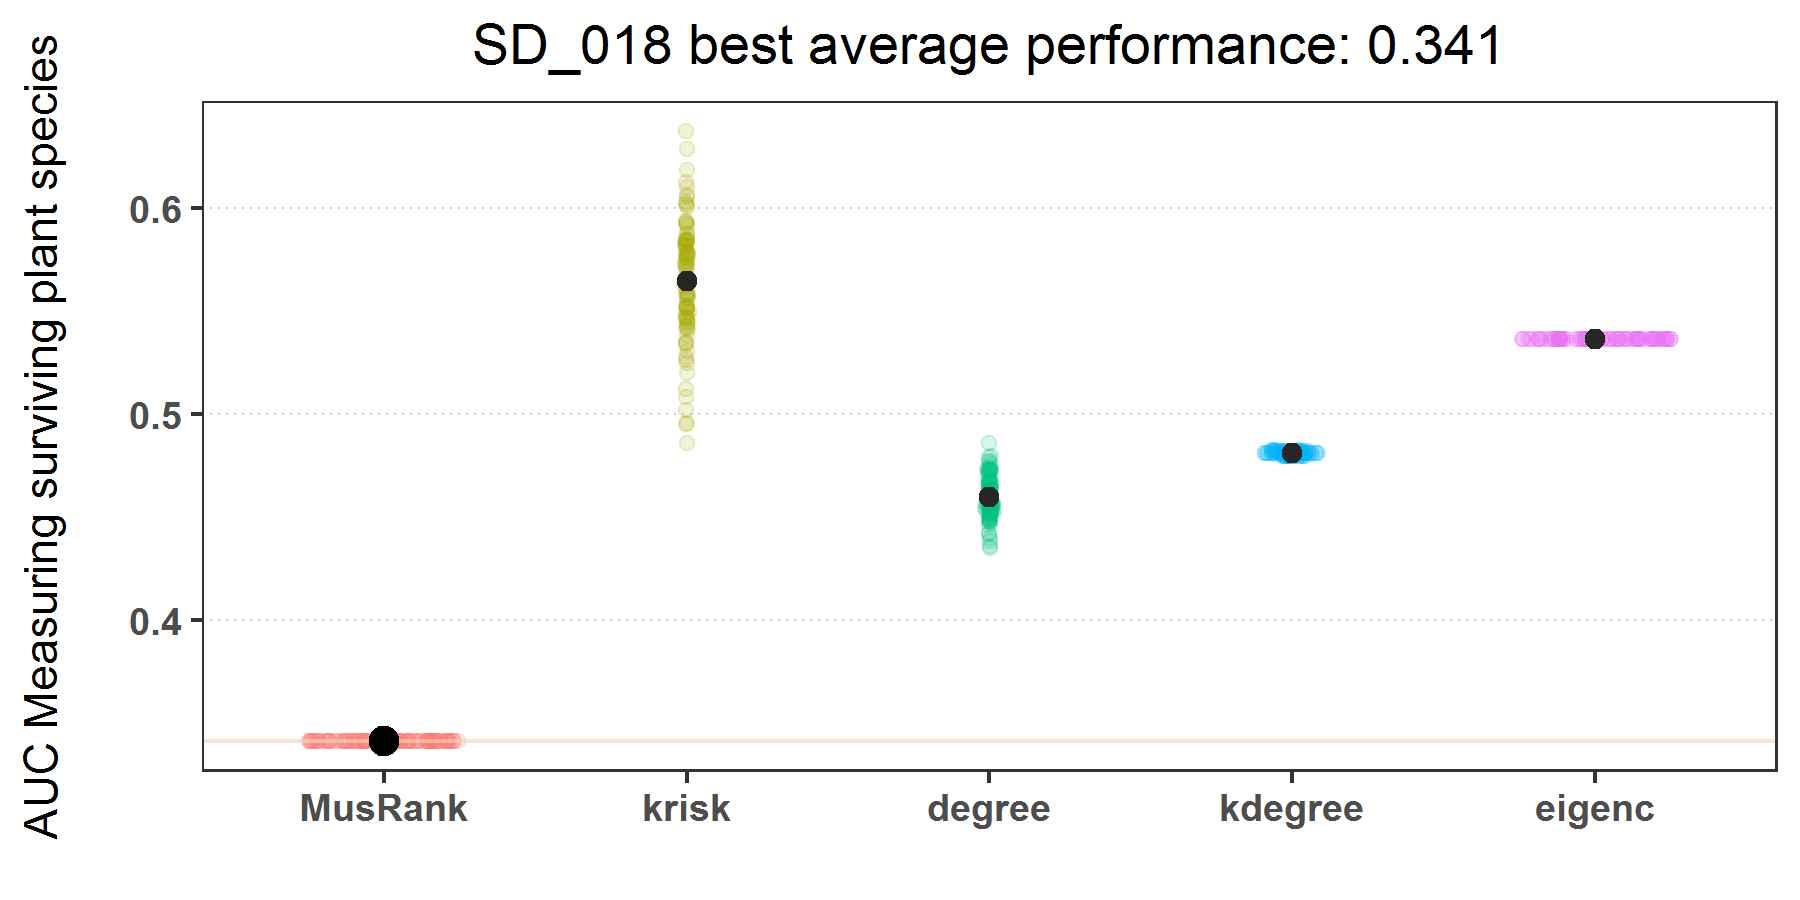 SD_018 best average performance: 0.341
AUC Measuring surviving plant species
0.6
0.5
0.4
MusRank krisk degree kdegree eigenc